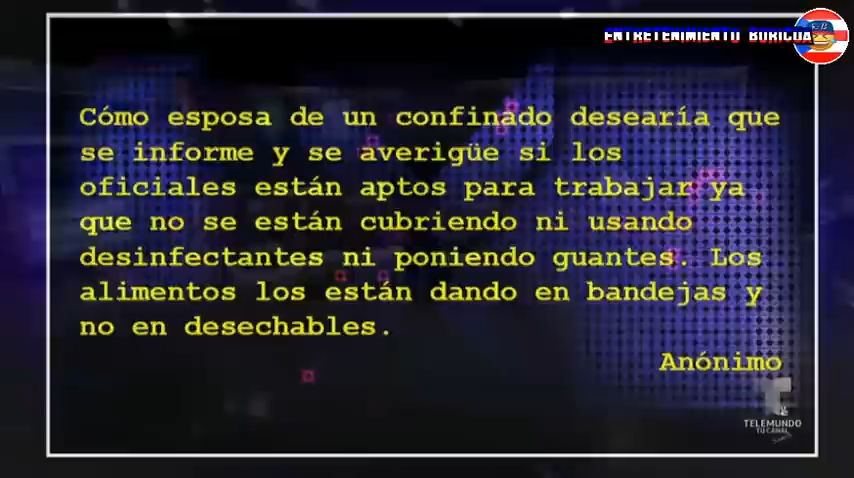 ENTRETENIMIENTO BORICUA
Cómo esposa de un confinado desearía que
se informe y se averigüe si los
oficiales están aptos para trabajar ya
que no se están cubriendo ni usando
desinfectantes ni poniendo guantes. Los
alimentos los están dando en bandejas y
no en desechables.
Anónimo
TELEMUNDO
TU CANAL